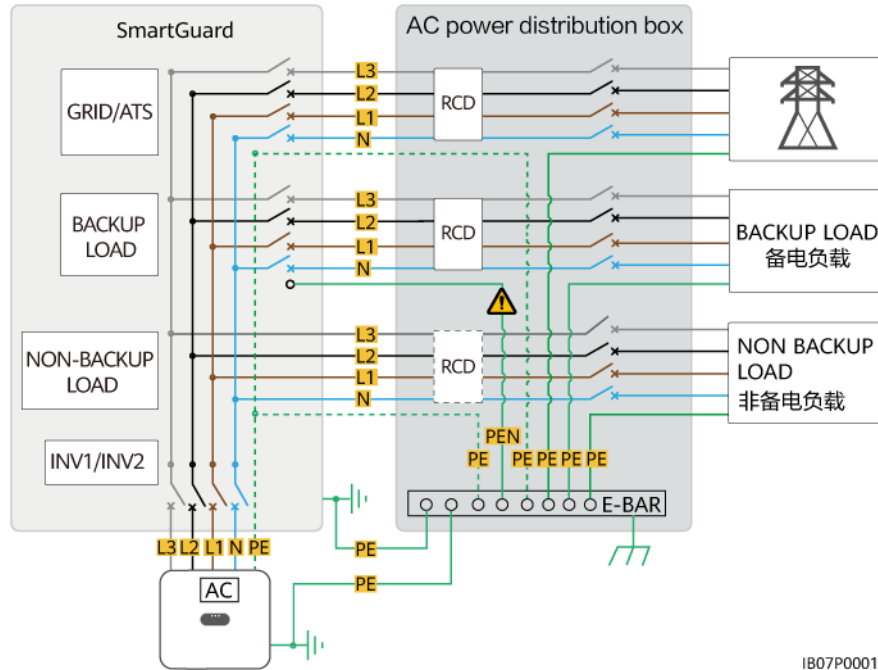 SmartGuard
AC power distribution box
GRID/ATS
L3
L2
L1
N
RCD
BACKUP
LOAD
L3
L2
L1
N
RCD
BACKUP LOAD
备电负载
NON-BACKUP
LOAD
L3
L2
L1
N
RCD
NON BACKUP
LOAD
非备电负载
INV1/INV2
PEN
PE
PE
PE
PE
PE
E-BAR
L3
L2
L1
N
PE
PE
PE
AC
IB07P0001